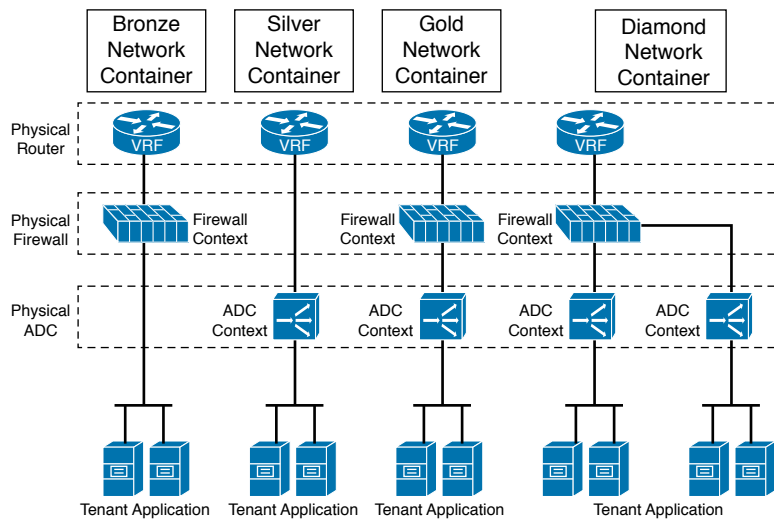 Bronze
Network
Container
Silver
Network
Container
Gold
Network
Container
Diamond
Network
Container
Physical
Router
VRF
VRF
VRF
VRF
Physical
Firewall
Firewall
Context
Firewall
Context
Firewall
Context
Physical
ADC
ADC
Context
ADC
Context
ADC
Context
ADC
Context
Tenant Application
Tenant Application
Tenant Application
Tenant Application